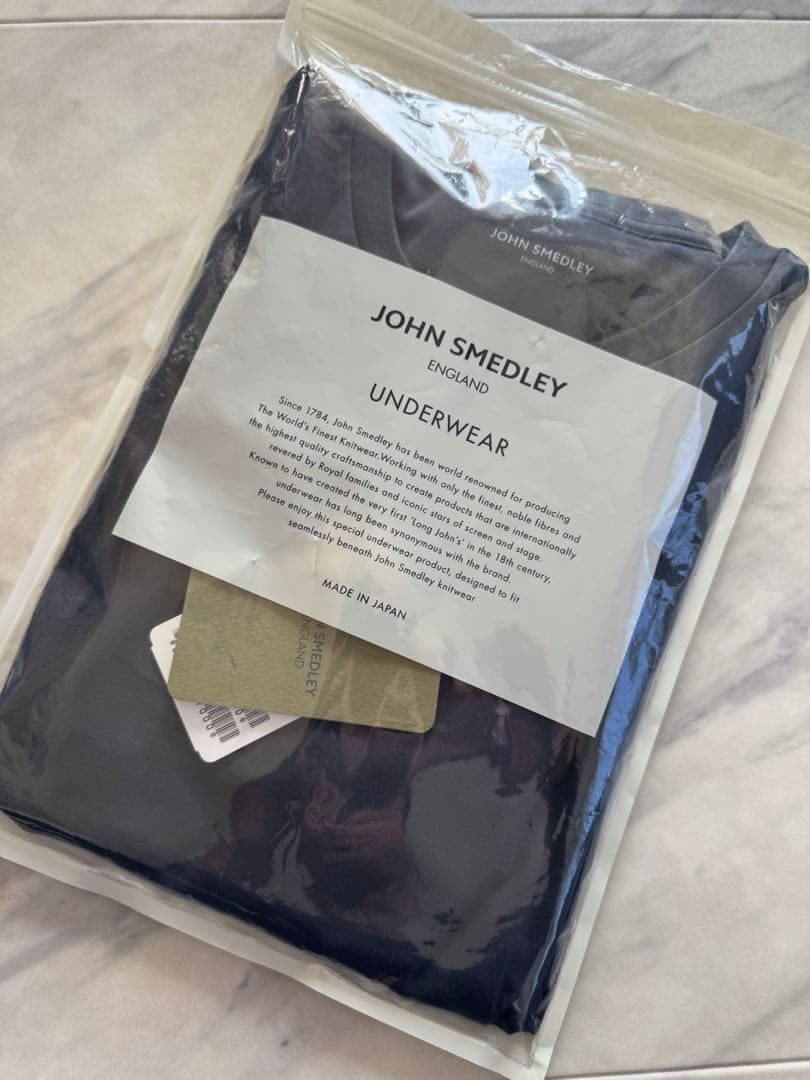 JOHN SMEDLEY
ENGLAND
JOHN SMEDLEY
ENGLAND
UNDERWEAR
Since 1784, John Smedley has been world renowned for producing
The World's Finest Knitwear.Working with only the finest, noble fibres and
the highest quality craftsmanship to create products that are internationally
revered by Royal families and iconic stars of screen and stage.
Known to have created the very first 'Long John's' in the 18th century,
underwear has long been synonymous with the brand.
Please enjoy this special underwear product, designed to fit
seamlessly beneath John Smedley knitwear
MADE IN JAPAN
SMEDLEY